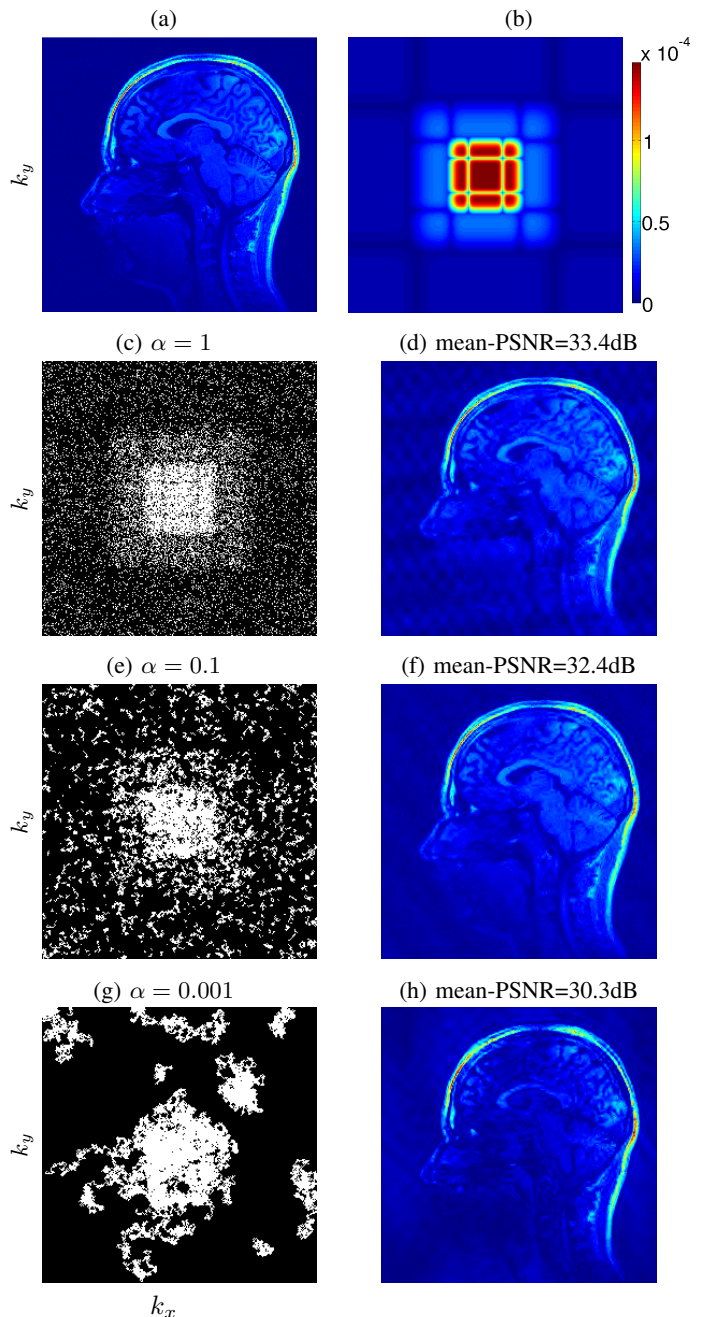 (a)
(b)
k_y
x 10^-4
1
0.5
0
(c) α = 1
(d) mean-PSNR=33.4dB
k_y
(e) α = 0.1
(f) mean-PSNR=32.4dB
k_y
(g) α = 0.001
(h) mean-PSNR=30.3dB
k_y
k_x